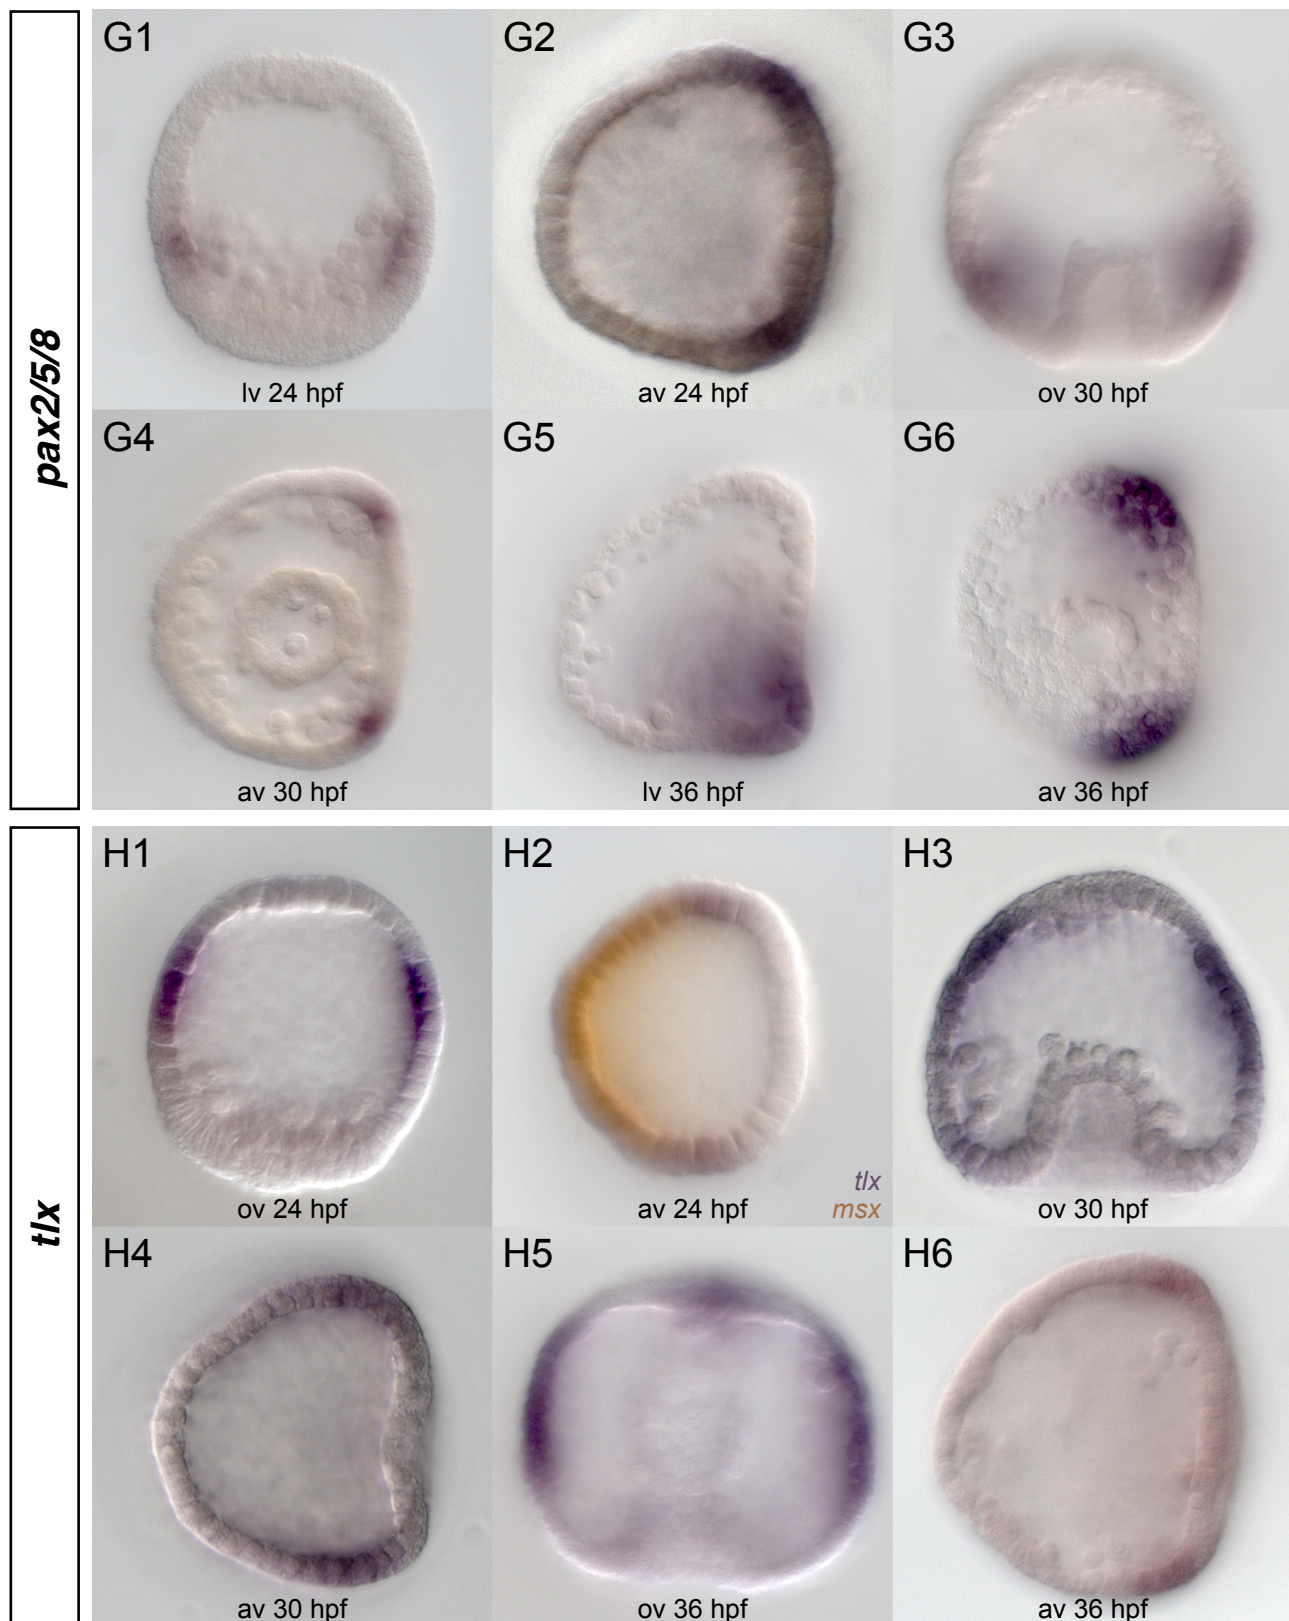 pax2/5/8
G1
G2
G3
lv 24 hpf
av 24 hpf
ov 30 hpf
G4
G5
G6
av 30 hpf
lv 36 hpf
av 36 hpf
tlx
H1
H2
H3
tlx
msx
ov 24 hpf
av 24 hpf
ov 30 hpf
H4
H5
H6
av 30 hpf
ov 36 hpf
av 36 hpf